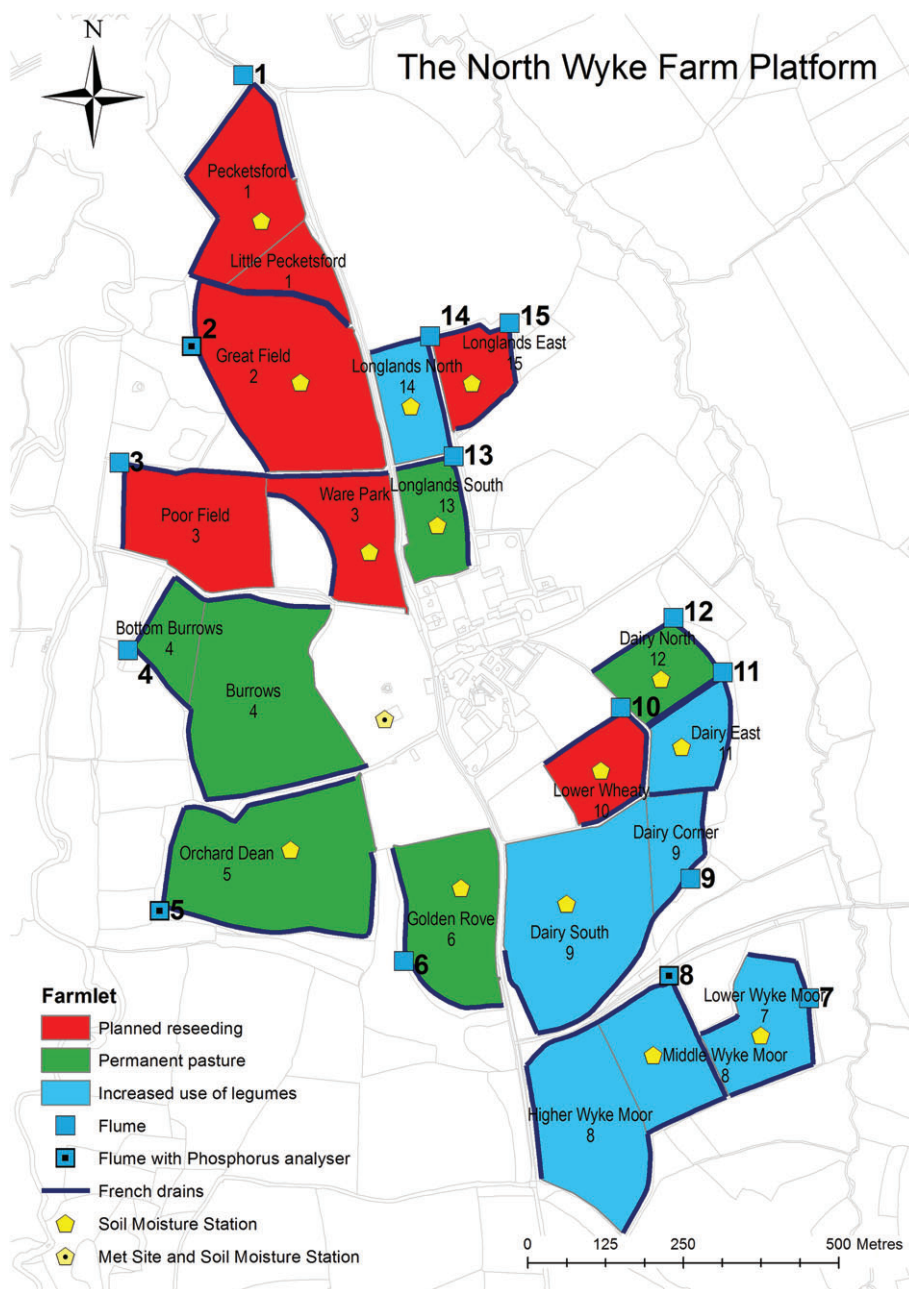 N
The North Wyke Farm Platform
1
Pecketsford
1
Little Pecketsford
1
2
Great Field
2
14
15
Longlands East
15
Longlands North
14
3
13
Longlands South
13
Ware Park
3
Poor Field
3
12
Dairy North
12
Bottom Burrows
4
4
11
Burrows
4
10
Dairy East
11
Lower Wheaty
10
Dairy Corner
9
Orchard Dean
5
9
5
Golden Rove
6
Dairy South
9
6
8
Lower Wyke Moor
7
7
Middle Wyke Moor
8
Higher Wyke Moor
8
Farmlet
Planned reseeding
Permanent pasture
Increased use of legumes
Flume
Flume with Phosphorus analyser
French drains
Soil Moisture Station
Met Site and Soil Moisture Station
0 125 250 500 Metres